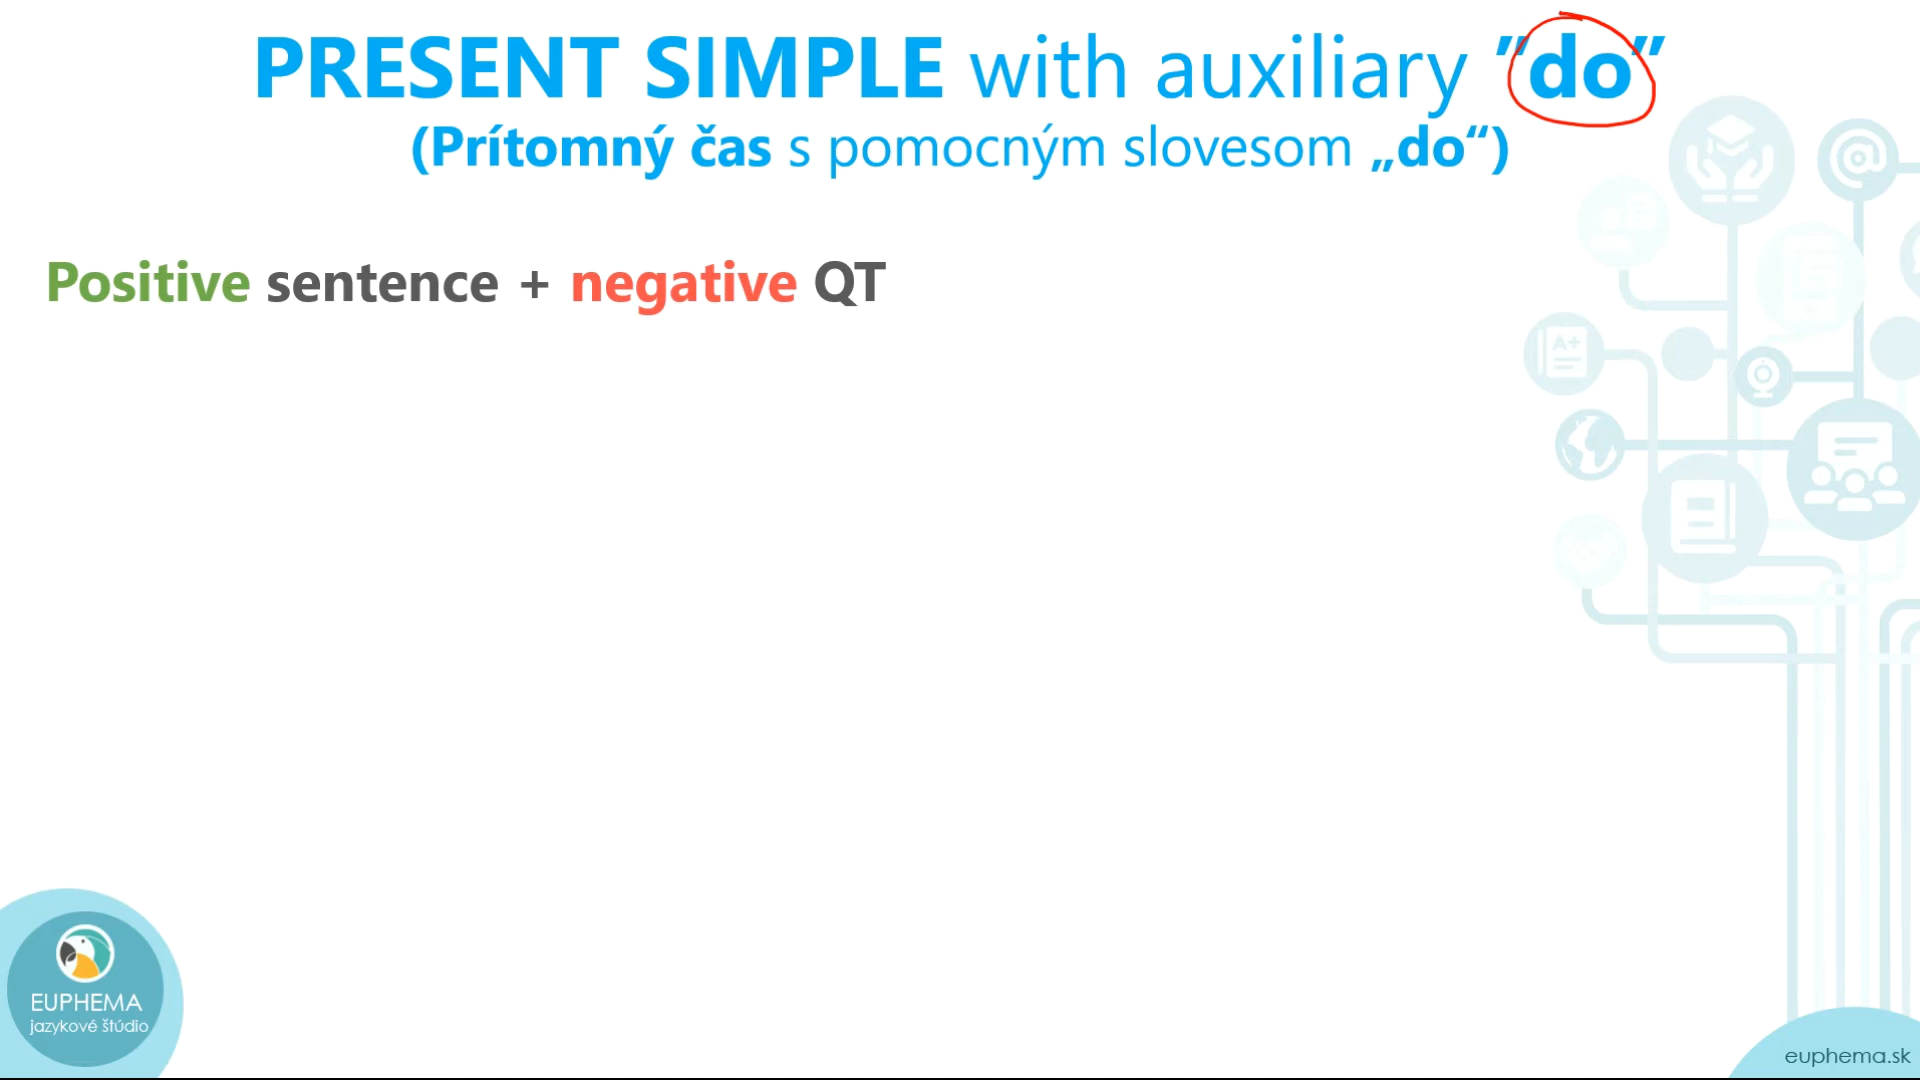 PRESENT SIMPLE with auxiliary ”do”
(Prítomný čas s pomocným slovesom „do“)
Positive sentence + negative QT
A+
EUPHEMA
jazykové štúdio
euphema.sk